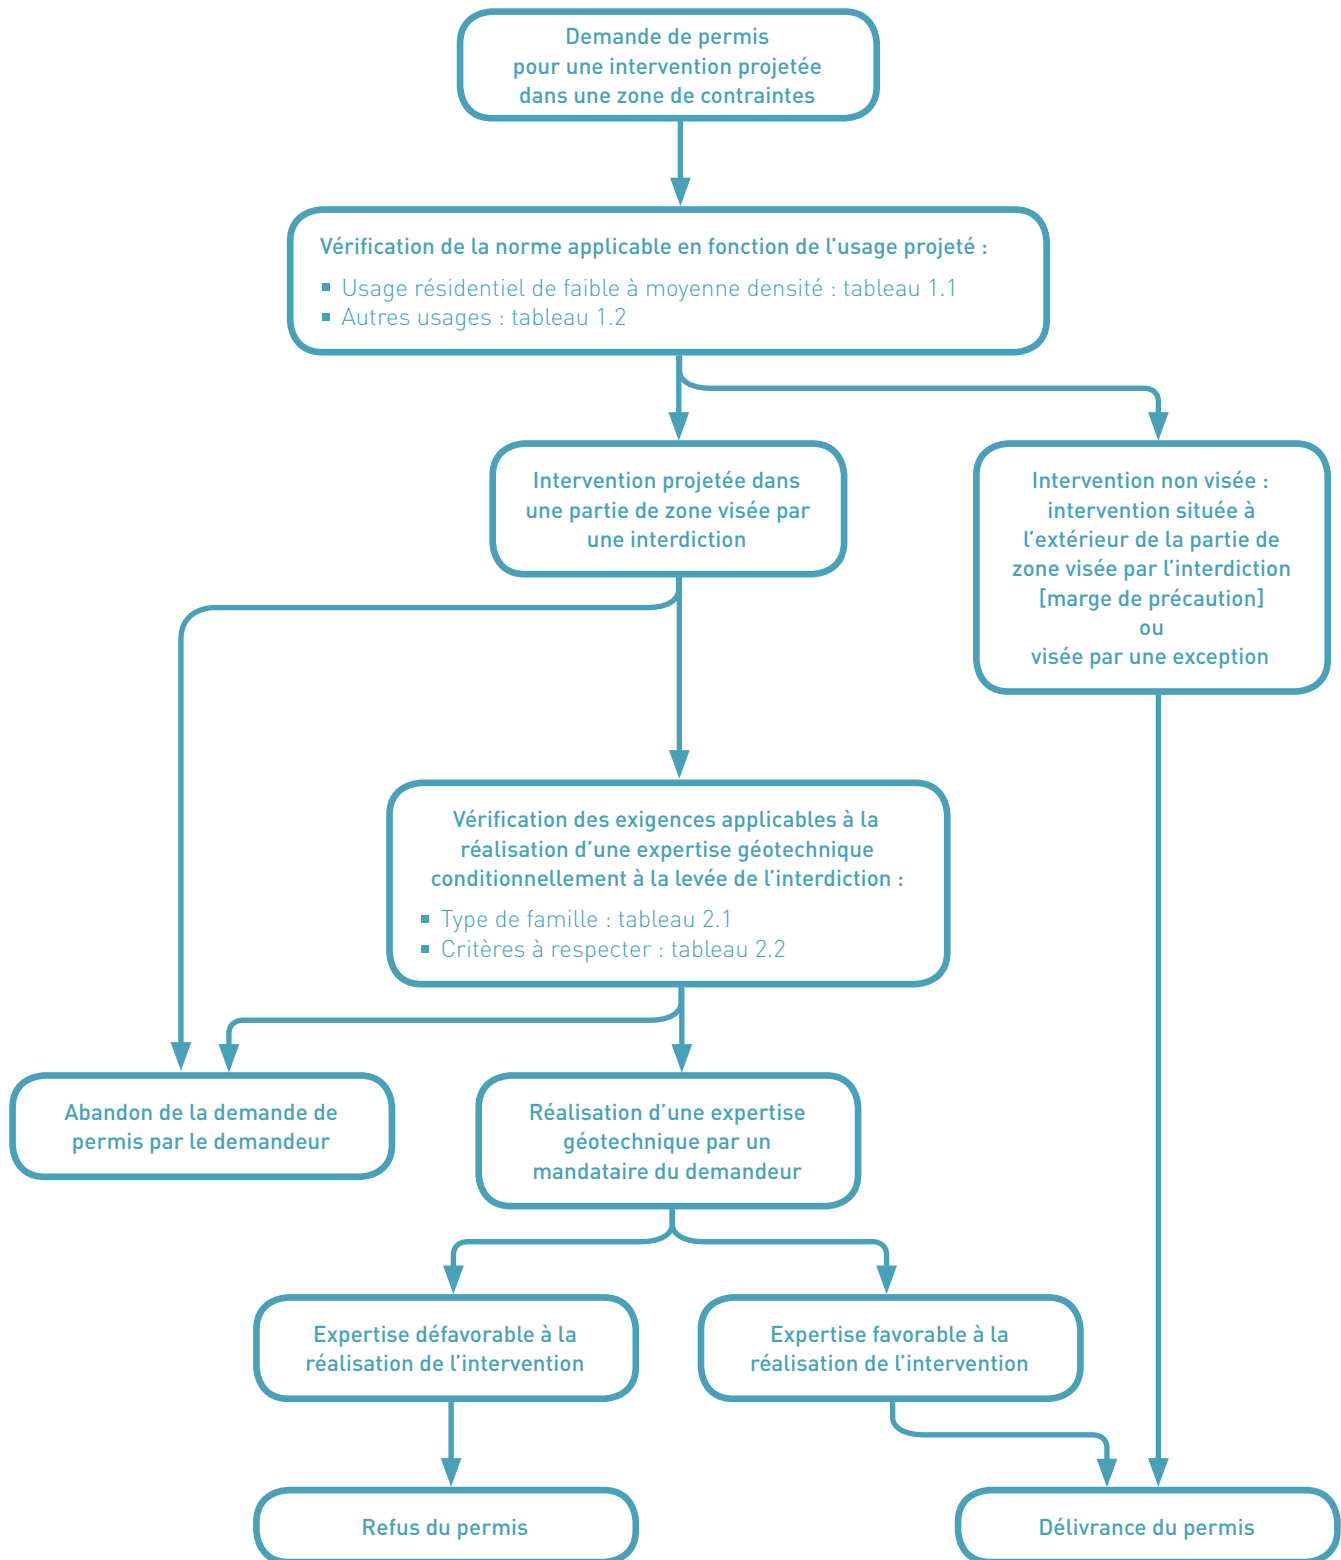 Demande de permis
pour une intervention projetée
dans une zone de contraintes
Vérification de la norme applicable en fonction de l’usage projeté :
▪ Usage résidentiel de faible à moyenne densité : tableau 1.1
▪ Autres usages : tableau 1.2
Intervention projetée dans
une partie de zone visée par
une interdiction
Intervention non visée :
intervention située à
l’extérieur de la partie de
zone visée par l’interdiction
[marge de précaution]
ou
visée par une exception
Vérification des exigences applicables à la
réalisation d’une expertise géotechnique
conditionnellement à la levée de l’interdiction :
▪ Type de famille : tableau 2.1
▪ Critères à respecter : tableau 2.2
Abandon de la demande de
permis par le demandeur
Réalisation d’une expertise
géotechnique par un
mandataire du demandeur
Expertise défavorable à la
réalisation de l’intervention
Expertise favorable à la
réalisation de l’intervention
Refus du permis
Délivrance du permis